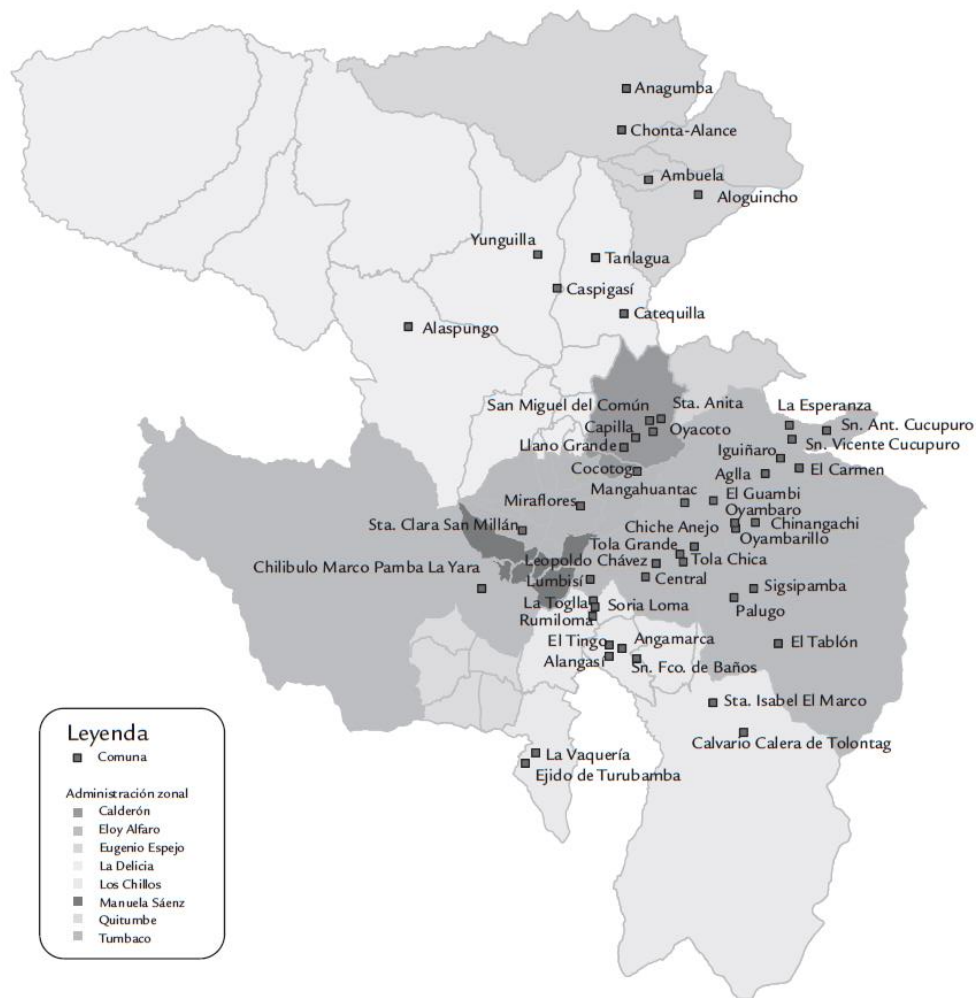 Anagumba
Chonta-Alance
Ambuela
Aloguincho
Yunguilla
Tanlagua
Caspigasí
Catequilla
Alaspungo
San Miguel del Común
Sta. Anita
La Esperanza
Capilla
Oyacoto
Sn. Ant. Cucupuro
Llano Grande
Sn. Vicente Cucupuro
Iguiñaro
Cocotog
Aglla
El Carmen
Mangahuantac
Miraflores
El Guambi
Oyambaro
Sta. Clara San Millán
Chiche Anejo
Chinangachi
Oyambarillo
Tola Grande
Leopoldo Chávez
Tola Chica
Chilibulo Marco Pamba La Yara
Lumbisí
Central
Sigsipamba
La Toglla
Soria Loma
Palugo
Rumiloma
El Tingo
Angamarca
El Tablón
Alangasí
Sn. Fco. de Baños
Sta. Isabel El Marco
Calvario Calera de Tolontag
La Vaquería
Ejido de Turubamba
Leyenda
Comuna
Administración zonal
Calderón
Eloy Alfaro
Eugenio Espejo
La Delicia
Los Chillos
Manuela Sáenz
Quitumbe
Tumbaco